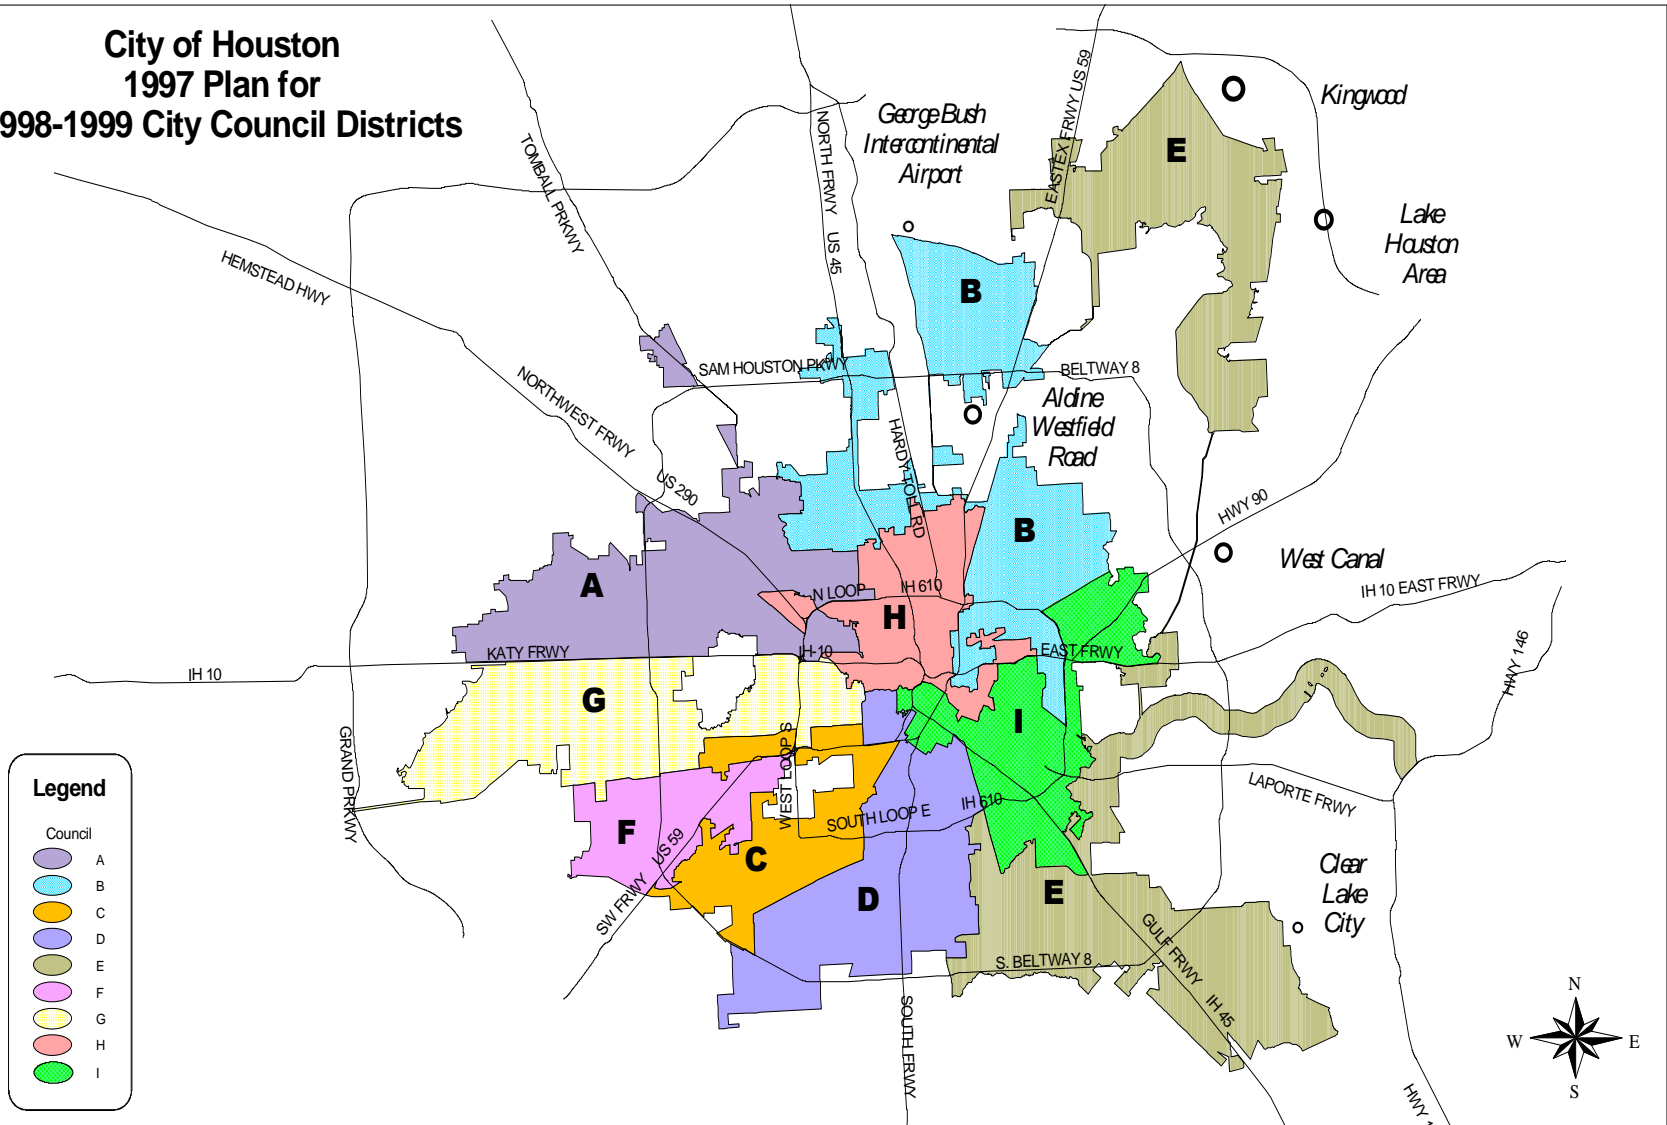 City of Houston
1997 Plan for
998-1999 City Council Districts
George Bush
Intercontinental
Airport
Kingwood
Lake
Houston
Area
Aldine
Westfield
Road
West Canal
Clear
Lake
City
TOMBALL PRKWY
NORTH FRWY US 45
EASTEX FRWY US 59
HEMSTEAD HWY
NORTHWEST FRWY
US 290
SAM HOUSTON PKWY
BELTWAY 8
HARDY TOLL RD
HWY 90
IH 10 EAST FRWY
HWY 146
N LOOP
IH 610
KATY FRWY
IH-10
EAST FRWY
IH 10
GRAND PRKWY
WEST LOOP S
SOUTH LOOP E
IH 610
LAPORTE FRWY
SW FRWY
US 59
S. BELTWAY 8
GULF FRWY
IH 45
SOUTH FRWY
E
B
B
A
H
G
I
F
C
D
E
Legend
Council
A
B
C
D
E
F
G
H
I
N
W
E
S